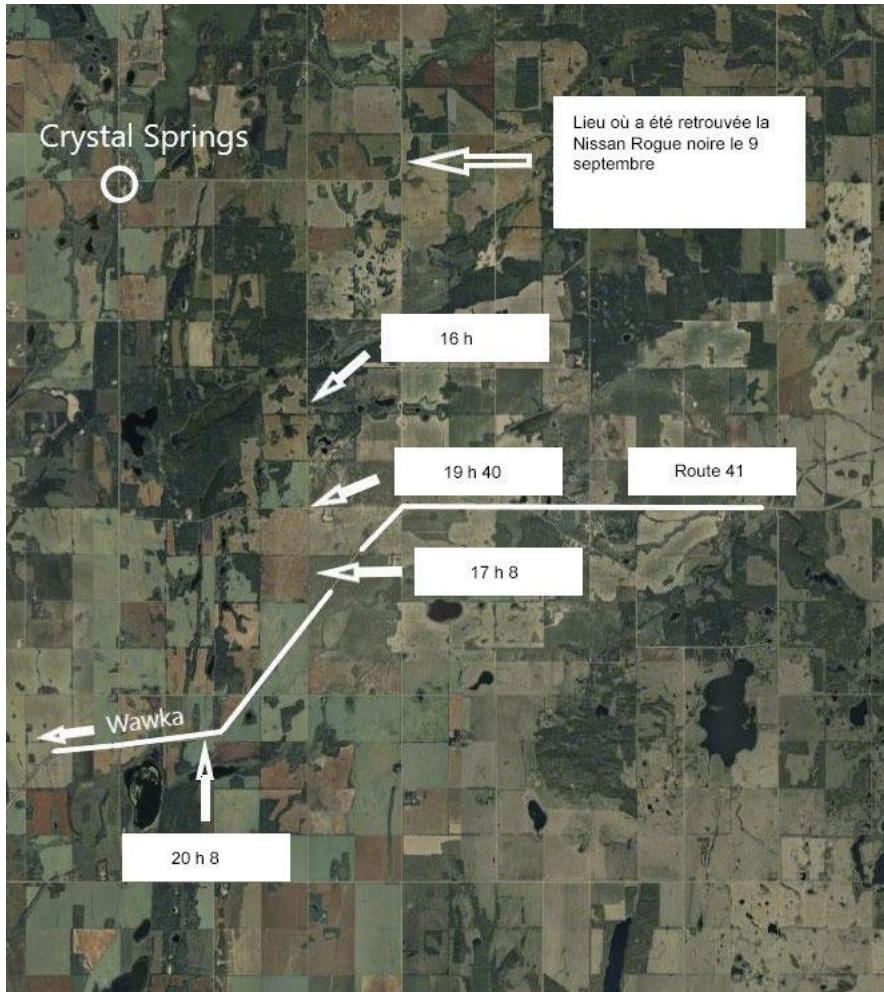 Crystal Springs
Lieu où a été retrouvée la
Nissan Rogue noire le 9
septembre
16 h
19 h 40
Route 41
17 h 8
Wawka
20 h 8